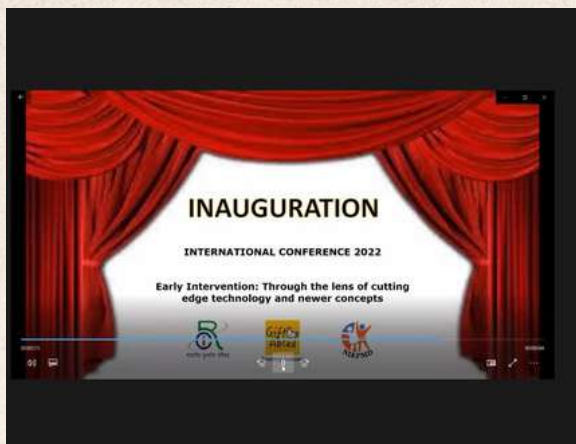 INAUGURATION
INTERNATIONAL CONFERENCE 2022
Early Intervention: Through the lens of cutting
edge technology and newer concepts